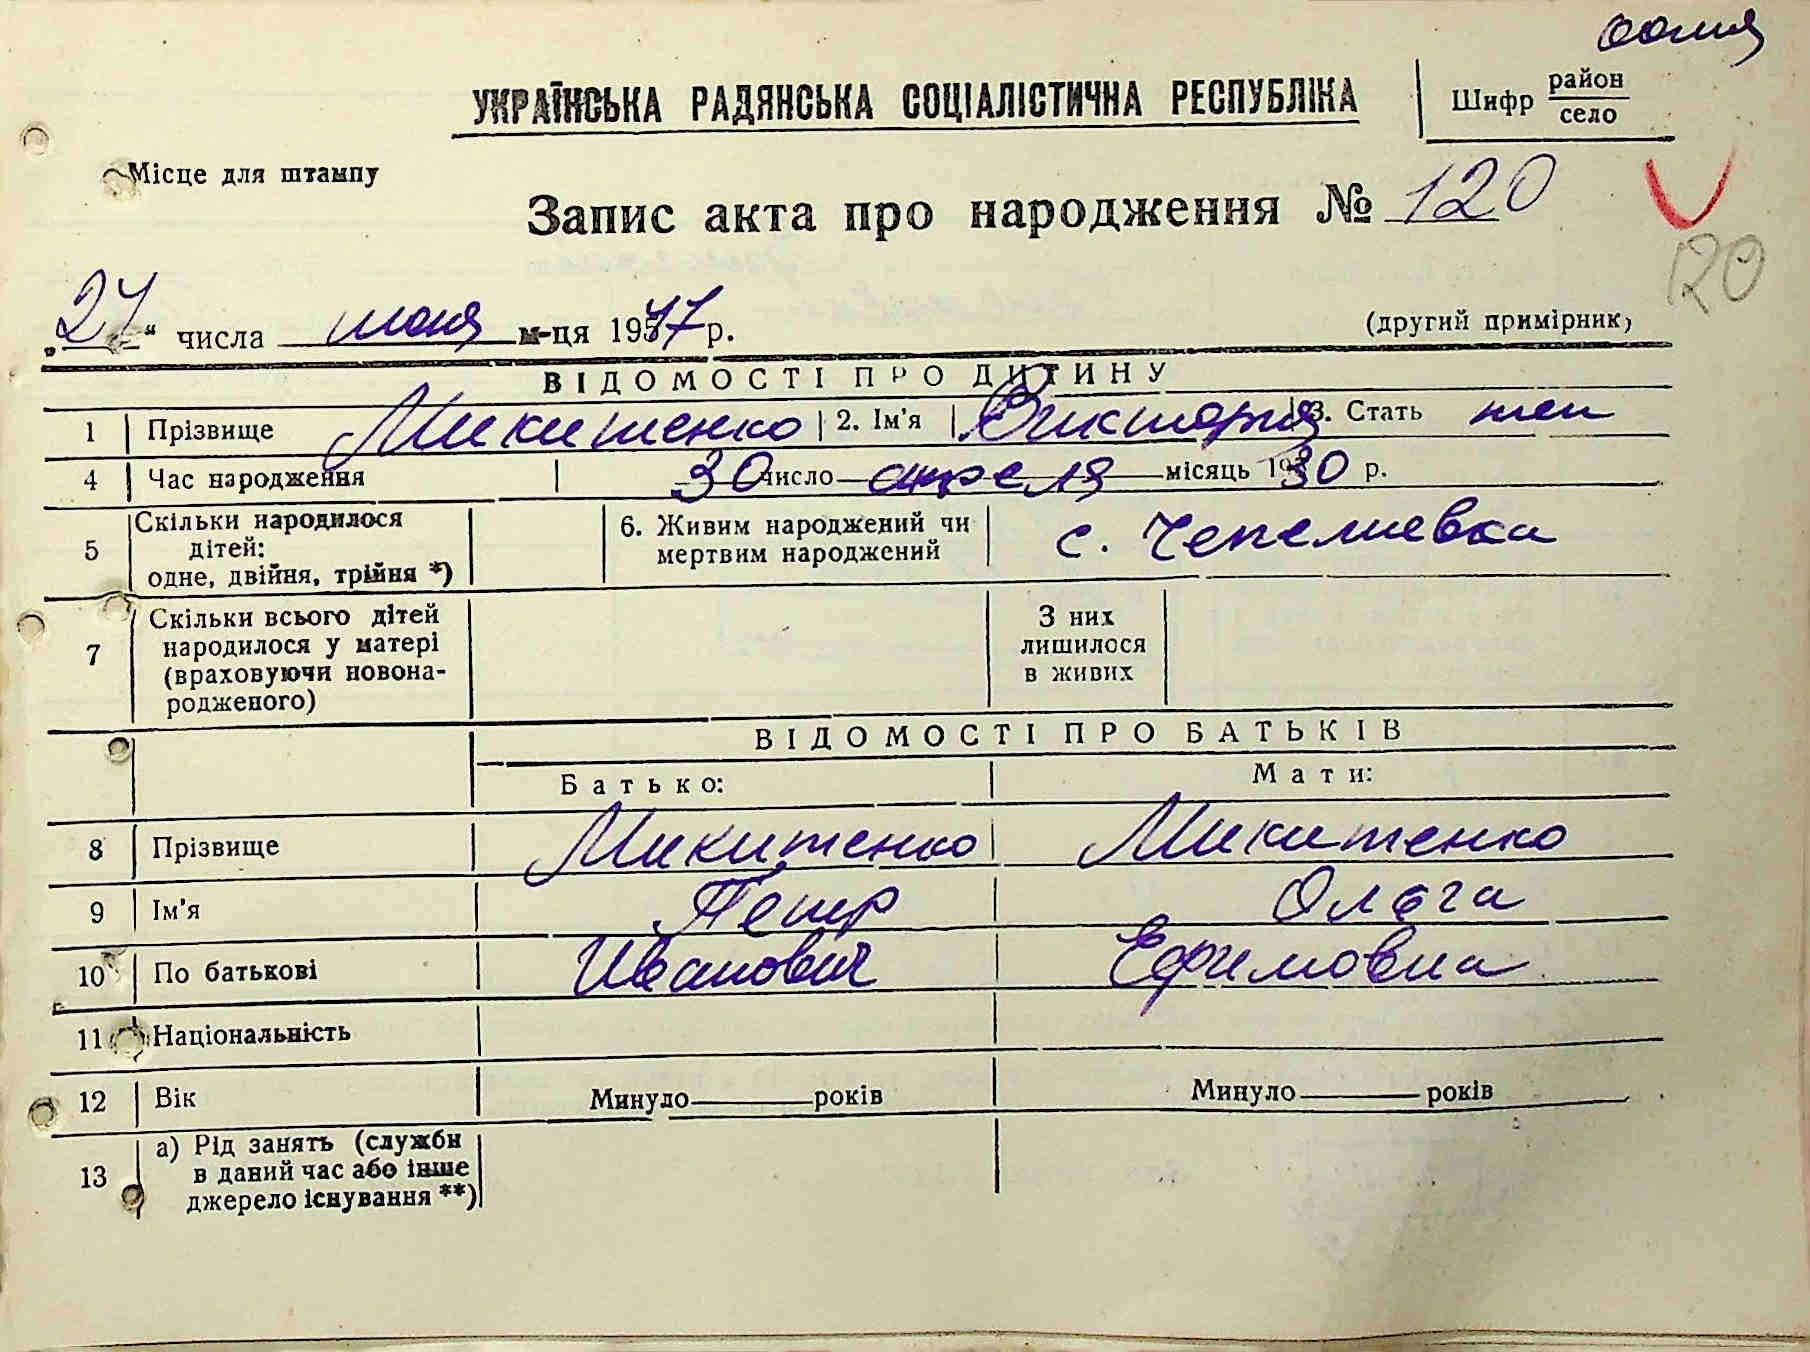 копия
УКРАЇНСЬКА РАДЯНСЬКА СОЦІАЛІСТИЧНА РЕСПУБЛІКА
Шифр район село
Місце для штампу
Запис акта про народження № 120
120
„27“ числа июня м-ця 1947 р.
(другий примірник)
ВІДОМОСТІ ПРО ДИТИНУ
1 Прізвище Микитенко 2. Ім'я Виктория 3. Стать жен
4 Час народження 30 число апреля місяць 1930 р.
5 Скільки народилося дітей: одне, двійня, трійня *) 6. Живим народжений чи мертвим народжений с. Чепелиевка
7 Скільки всього дітей народилося у матері (враховуючи новонародженого) З них лишилося в живих
ВІДОМОСТІ ПРО БАТЬКІВ
Батько: Мати:
8 Прізвище Микитенко Микитенко
9 Ім'я Петр Ольга
10 По батькові Иванович Ефимовна
11 Національність
12 Вік Минуло років Минуло років
13 а) Рід занять (службн в даний час або інше джерело існування **)